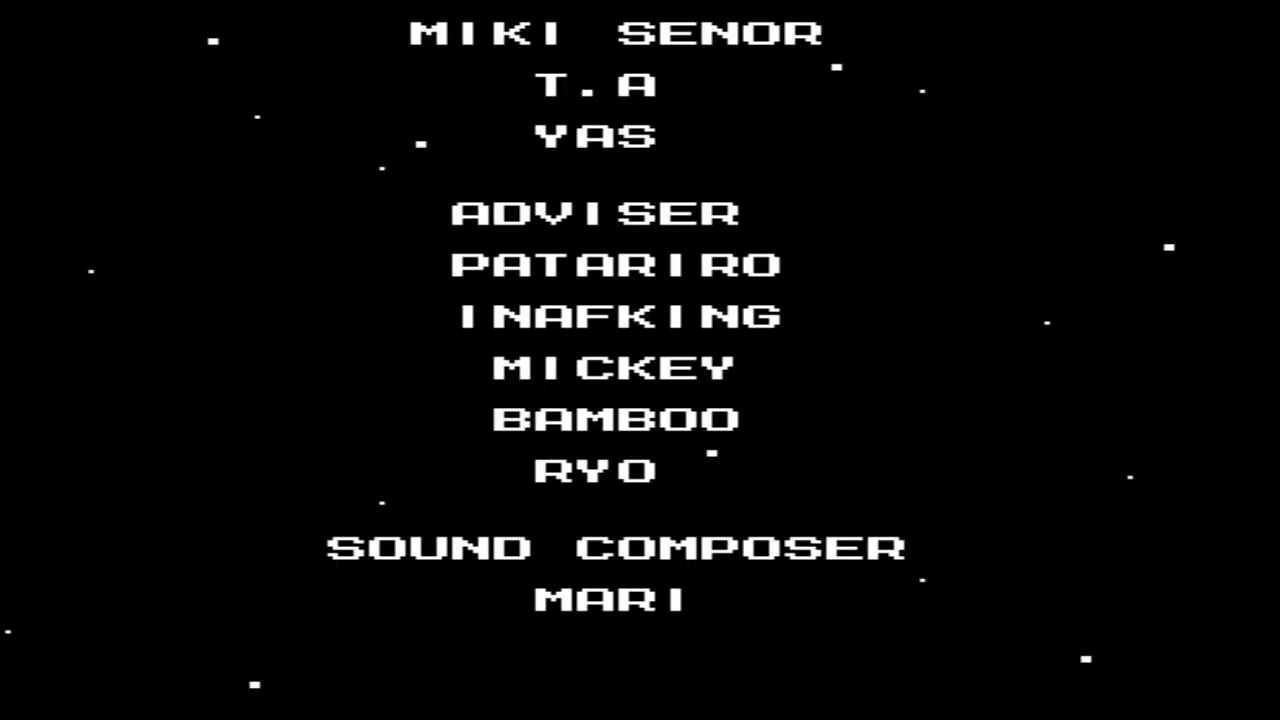 MIKI SENOR
T.A
YAS
ADVISER
PATARIRO
INAFKING
MICKEY
BAMBOO
RYO
SOUND COMPOSER
MARI